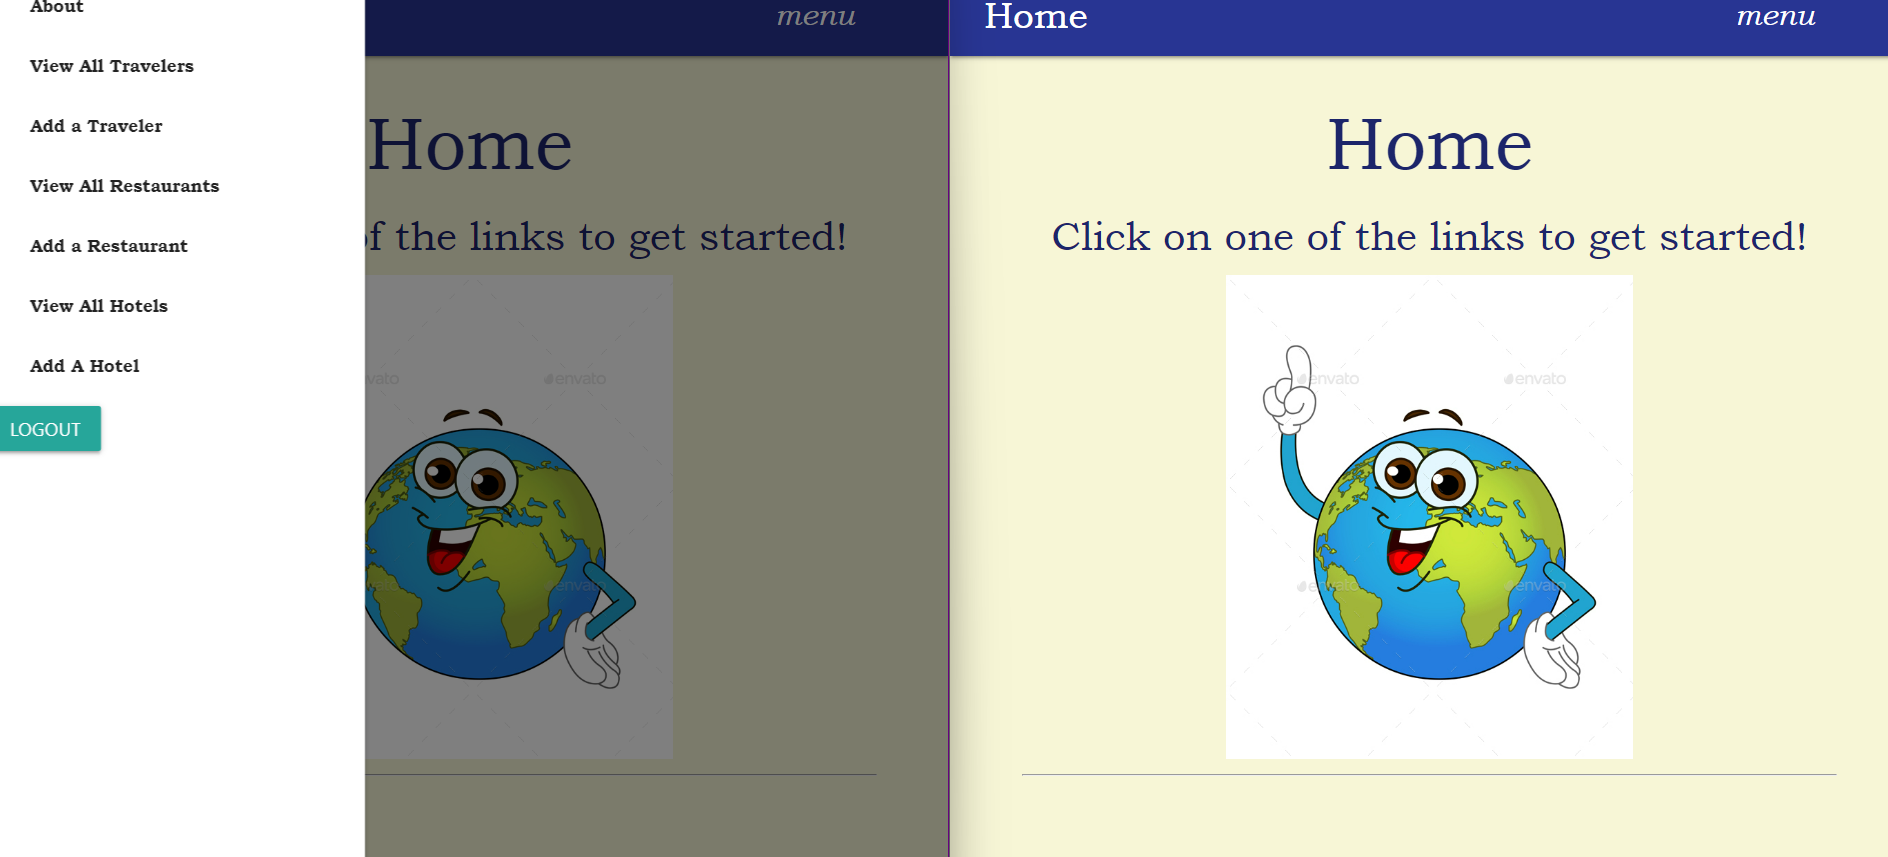 About
View All Travelers
Add a Traveler
View All Restaurants
Add a Restaurant
View All Hotels
Add A Hotel
LOGOUT
menu
Home
of the links to get started!
envato
envato
Home
menu
Home
Click on one of the links to get started!
envato
envato
envato